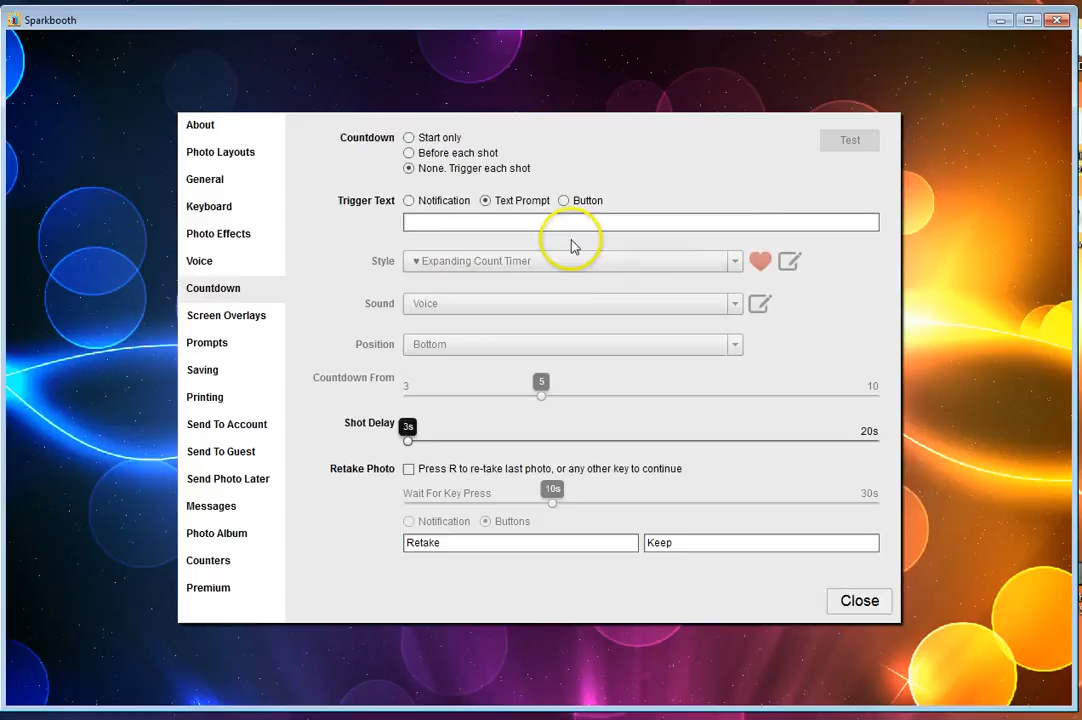 Sparkbooth
About
Photo Layouts
General
Keyboard
Photo Effects
Voice
Countdown
Screen Overlays
Prompts
Saving
Printing
Send To Account
Send To Guest
Send Photo Later
Messages
Photo Album
Counters
Premium
Countdown
Start only
Before each shot
None. Trigger each shot
Test
Trigger Text Notification Text Prompt Button
Style ♥ Expanding Count Timer
Sound Voice
Position Bottom
Countdown From 3 5 10
Shot Delay 3s 20s
Retake Photo Press R to re-take last photo, or any other key to continue
Wait For Key Press 10s 30s
Notification Buttons
Retake Keep
Close